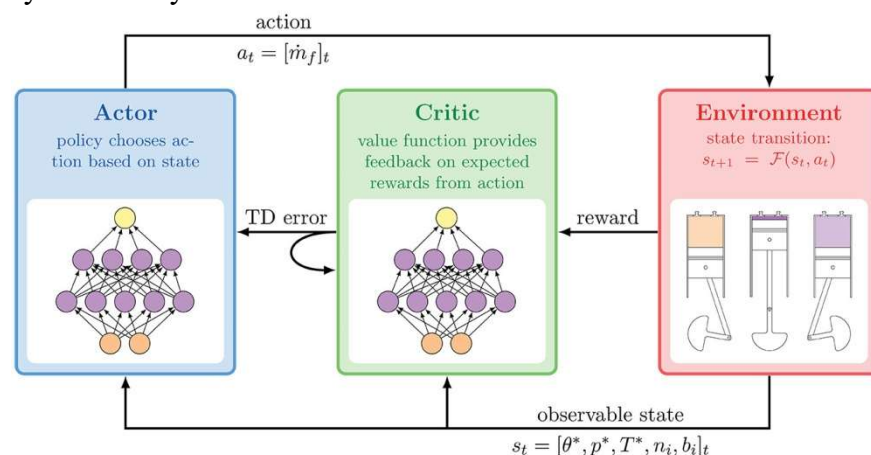 action
a_t = [ṁ_f]_t
Actor
policy chooses ac-
tion based on state
Critic
value function provides
feedback on expected
rewards from action
Environment
state transition:
s_{t+1} = F(s_t, a_t)
TD error
reward
observable state
s_t = [θ*, p*, T*, n_i, b_i]_t